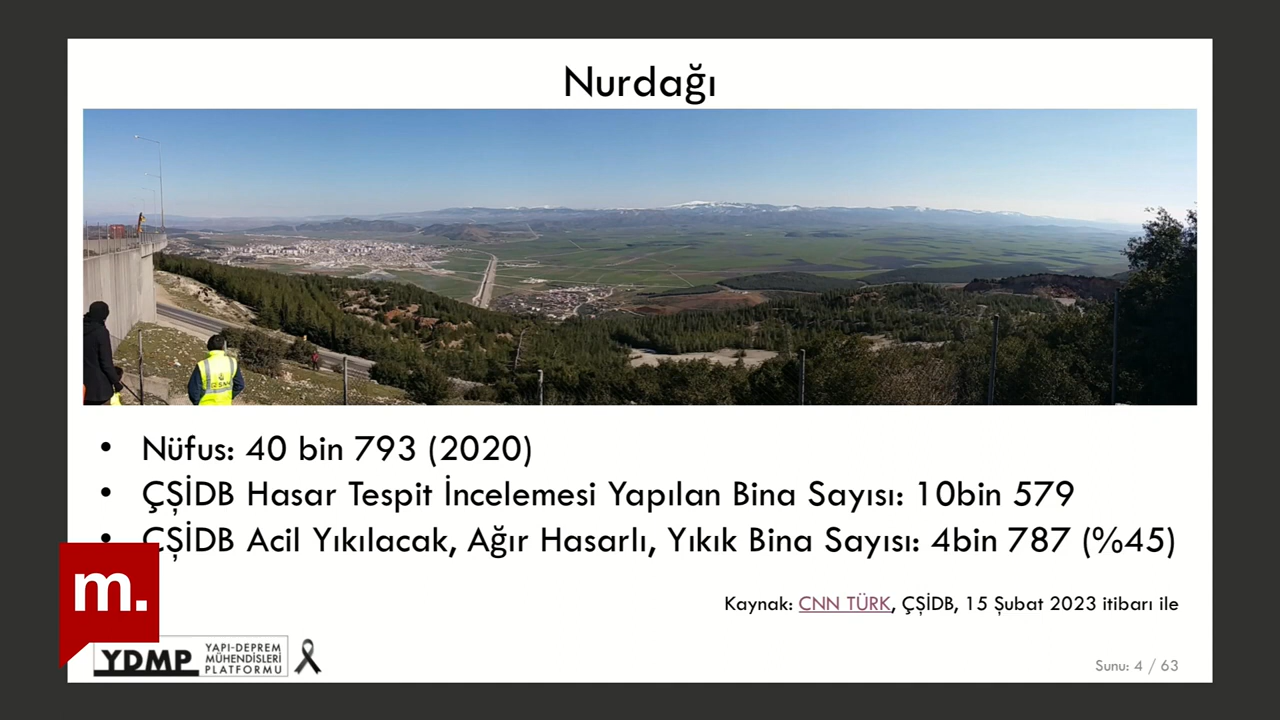 Nurdağı
• Nüfus: 40 bin 793 (2020)
• ÇŞİDB Hasar Tespit İncelemesi Yapılan Bina Sayısı: 10bin 579
• ÇŞİDB Acil Yıkılacak, Ağır Hasarlı, Yıkık Bina Sayısı: 4bin 787 (%45)
Kaynak: CNN TÜRK, ÇŞİDB, 15 Şubat 2023 itibarı ile
m.
YDMP
YAPI-DEPREM
MÜHENDİSLERİ
PLATFORMU
Sunu: 4 / 63